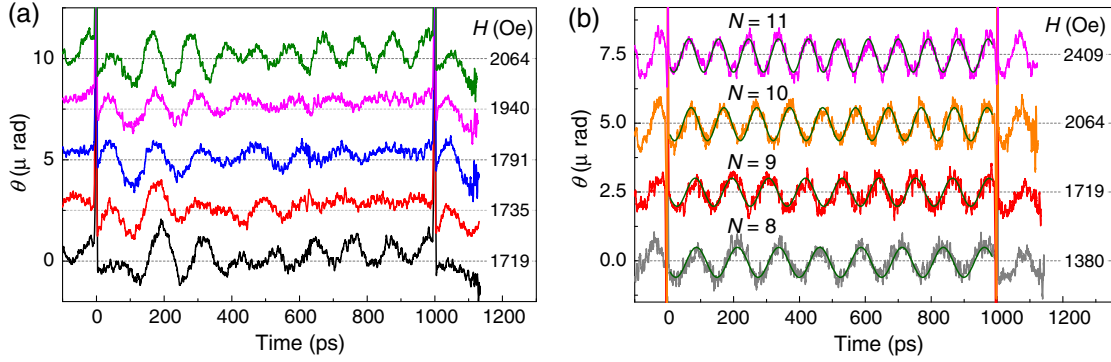 (a)
H (Oe)
10
2064
1940
5
1791
1735
0
1719
θ (μ rad)
0 200 400 600 800 1000 1200
Time (ps)
(b)
N = 11
H (Oe)
7.5
2409
N = 10
5.0
2064
N = 9
2.5
1719
N = 8
0.0
1380
θ (μ rad)
0 200 400 600 800 1000 1200
Time (ps)